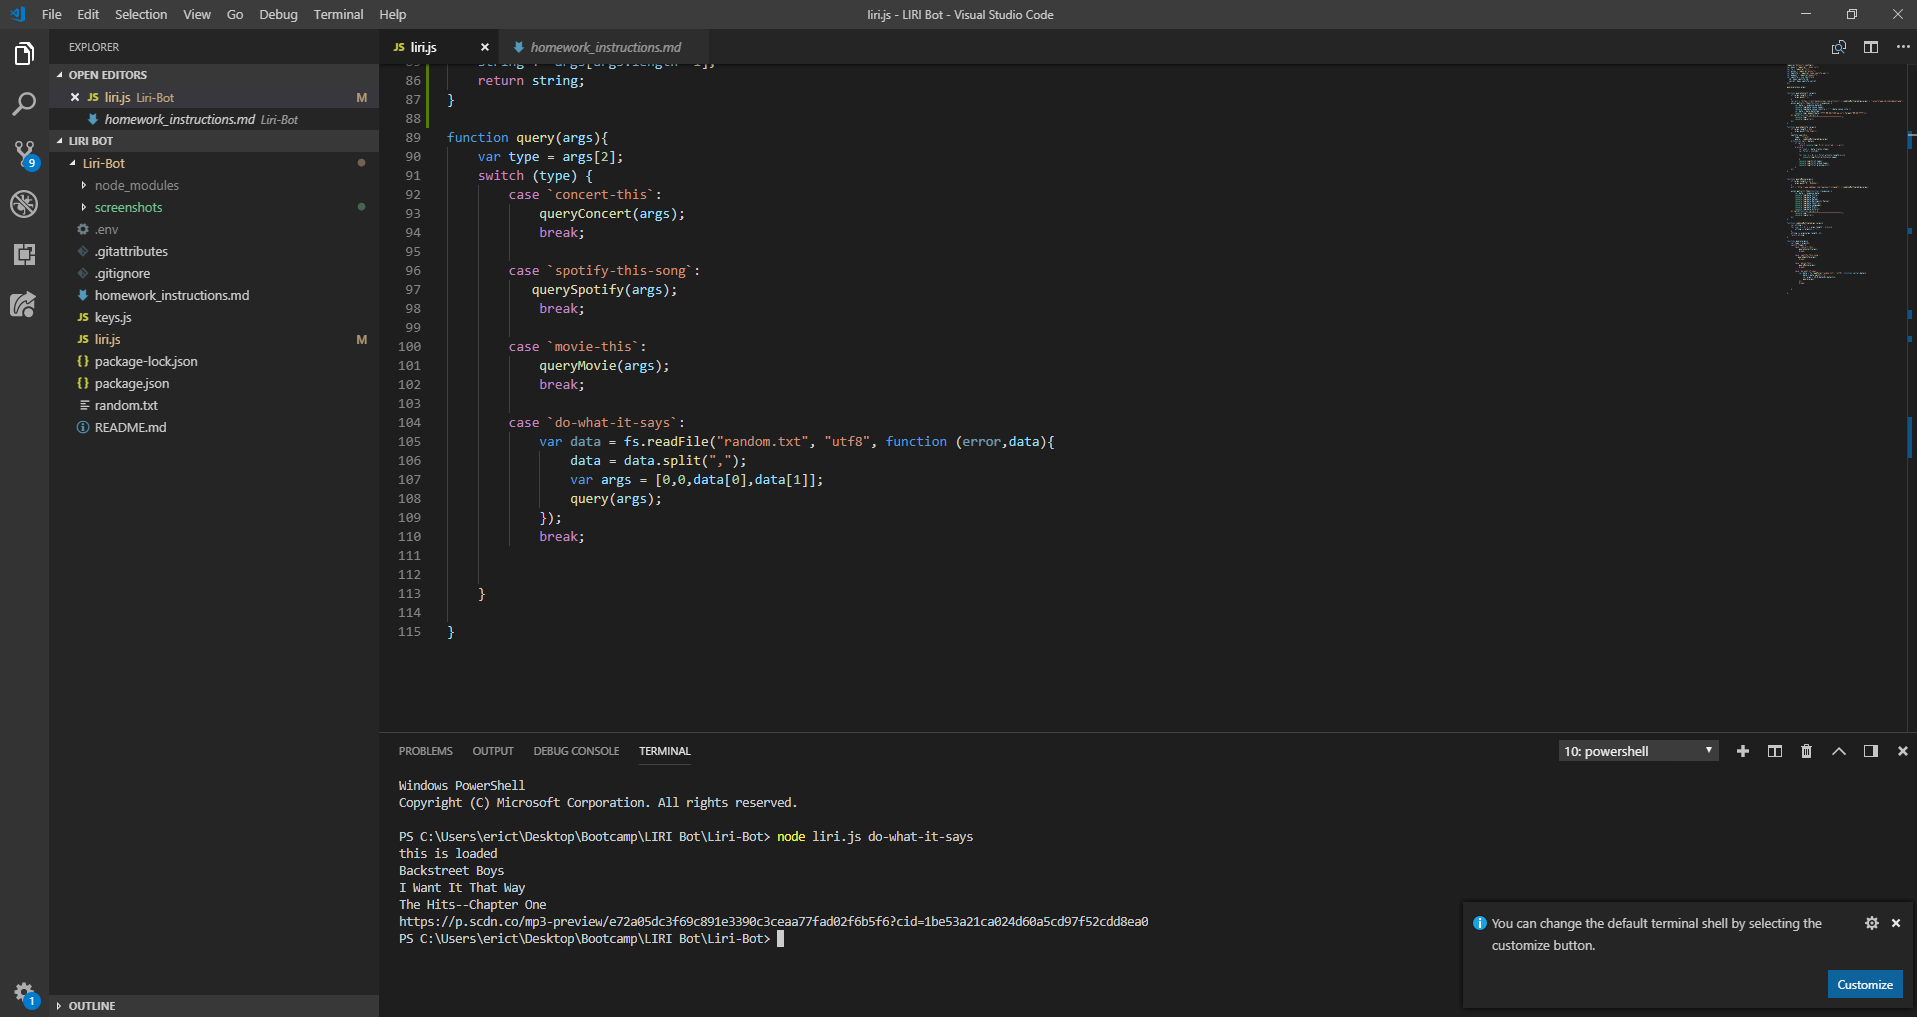 File Edit Selection View Go Debug Terminal Help
liri.js - LIRI Bot - Visual Studio Code
EXPLORER
OPEN EDITORS
JS liri.js Liri-Bot M
homework_instructions.md Liri-Bot
LIRI BOT
Liri-Bot
node_modules
screenshots
.env
.gitattributes
.gitignore
homework_instructions.md
JS keys.js
JS liri.js M
{} package-lock.json
{} package.json
random.txt
README.md
OUTLINE
9
1
JS liri.js
homework_instructions.md
86 return string;
87 }
88
89 function query(args){
90 var type = args[2];
91 switch (type) {
92 case `concert-this`:
93 queryConcert(args);
94 break;
95
96 case `spotify-this-song`:
97 querySpotify(args);
98 break;
99
100 case `movie-this`:
101 queryMovie(args);
102 break;
103
104 case `do-what-it-says`:
105 var data = fs.readFile("random.txt", "utf8", function (error,data){
106 data = data.split(",");
107 var args = [0,0,data[0],data[1]];
108 query(args);
109 });
110 break;
111
112
113 }
114
115 }
PROBLEMS OUTPUT DEBUG CONSOLE TERMINAL
10: powershell
Windows PowerShell
Copyright (C) Microsoft Corporation. All rights reserved.
PS C:\Users\erict\Desktop\Bootcamp\LIRI Bot\Liri-Bot> node liri.js do-what-it-says
this is loaded
Backstreet Boys
I Want It That Way
The Hits--Chapter One
https://p.scdn.co/mp3-preview/e72a05dc3f69c891e3390c3ceaa77fad02f6b5f6?cid=1be53a21ca024d60a5cd97f52cdd8ea0
PS C:\Users\erict\Desktop\Bootcamp\LIRI Bot\Liri-Bot>
You can change the default terminal shell by selecting the
customize button.
Customize